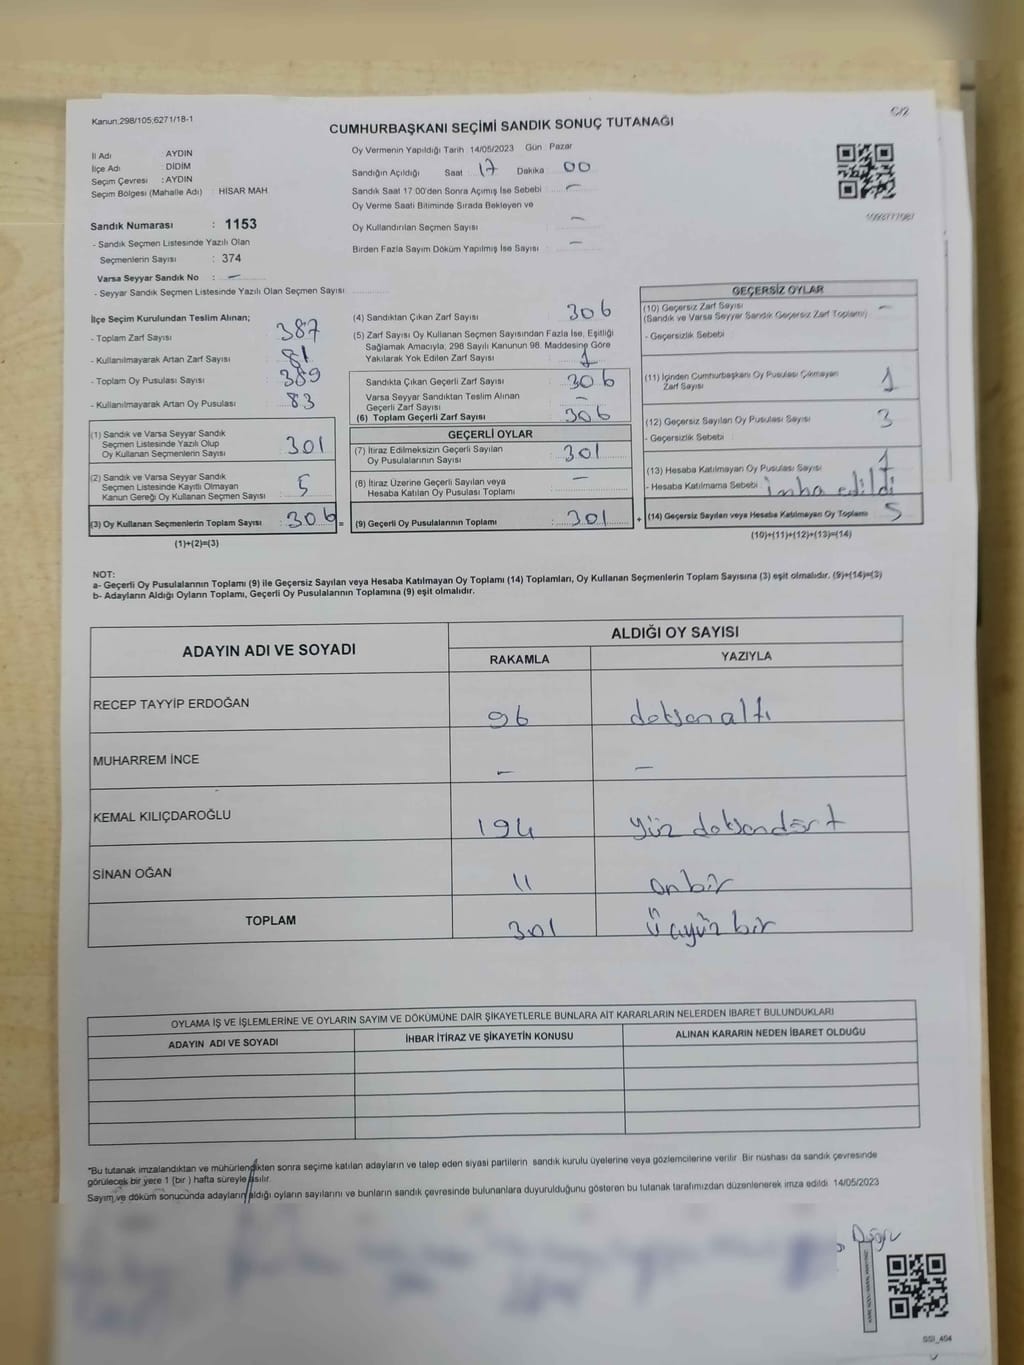 Kanun:298/105;6271/18-1
C/2
CUMHURBAŞKANI SEÇİMİ SANDIK SONUÇ TUTANAĞI
İl Adı : AYDIN
İlçe Adı : DİDİM
Seçim Çevresi : AYDIN
Seçim Bölgesi (Mahalle Adı) : HİSAR MAH
Sandık Numarası : 1153
- Sandık Seçmen Listesinde Yazılı Olan
Seçmenlerin Sayısı : 374
Varsa Seyyar Sandık No : -
- Seyyar Sandık Seçmen Listesinde Yazılı Olan Seçmen Sayısı
Oy Vermenin Yapıldığı Tarih 14/05/2023 Gün Pazar
Sandığın Açıldığı Saat 17 Dakika 00
Sandık Saat 17 00'den Sonra Açımış İse Sebebi : -
Oy Verme Saati Bitiminde Sırada Bekleyen ve
Oy Kullandırılan Seçmen Sayısı -
Birden Fazla Sayım Döküm Yapılmış İse Sayısı -
İlçe Seçim Kurulundan Teslim Alınan;
- Toplam Zarf Sayısı : 387
- Kullanılmayarak Artan Zarf Sayısı : 81
- Toplam Oy Pusulası Sayısı : 389
- Kullanılmayarak Artan Oy Pusulası : 83
(1) Sandık ve Varsa Seyyar Sandık
Seçmen Listesinde Yazılı Olup
Oy Kullanan Seçmenlerin Sayısı : 301
(2) Sandık ve Varsa Seyyar Sandık
Seçmen Listesinde Kayıtlı Olmayan
Kanun Gereği Oy Kullanan Seçmen Sayısı : 5
(3) Oy Kullanan Seçmenlerin Toplam Sayısı : 306 =
(1)+(2)=(3)
(4) Sandıktan Çıkan Zarf Sayısı : 306
(5) Zarf Sayısı Oy Kullanan Seçmen Sayısından Fazla İse, Eşitliği
Sağlamak Amacıyla; 298 Sayılı Kanunun 98. Maddesine Göre
Yakılarak Yok Edilen Zarf Sayısı : 1
Sandıkta Çıkan Geçerli Zarf Sayısı : 306
Varsa Seyyar Sandıktan Teslim Alınan
Geçerli Zarf Sayısı : -
(6) Toplam Geçerli Zarf Sayısı 306
GEÇERLİ OYLAR
(7) İtiraz Edilmeksizin Geçerli Sayılan
Oy Pusulalarının Sayısı : 301
(8) İtiraz Üzerine Geçerli Sayılan veya
Hesaba Katılan Oy Pusulası Toplamı : -
(9) Geçerli Oy Pusulalarının Toplamı : 301 +
GEÇERSİZ OYLAR
(10) Geçersiz Zarf Sayısı -
(Sandık ve Varsa Seyyar Sandık Geçersiz Zarf Toplamı)
- Geçersizlik Sebebi
(11) İçinden Cumhurbaşkanı Oy Pusulası Çıkmayan
Zarf Sayısı 1
(12) Geçersiz Sayılan Oy Pusulası Sayısı 3
- Geçersizlik Sebebi :
(13) Hesaba Katılmayan Oy Pusulası Sayısı : 1
- Hesaba Katılmama Sebebi : imha edildi
(14) Geçersiz Sayılan veya Hesaba Katılmayan Oy Toplamı 5
(10)+(11)+(12)+(13)=(14)
NOT:
a- Geçerli Oy Pusulalarının Toplamı (9) ile Geçersiz Sayılan veya Hesaba Katılmayan Oy Toplamı (14) Toplamları, Oy Kullanan Seçmenlerin Toplam Sayısına (3) eşit olmalıdır. (9)+(14)=(3)
b- Adayların Aldığı Oyların Toplamı, Geçerli Oy Pusulalarının Toplamına (9) eşit olmalıdır.
ADAYIN ADI VE SOYADI
ALDIĞI OY SAYISI
RAKAMLA YAZIYLA
RECEP TAYYİP ERDOĞAN 96 doksan altı
MUHARREM İNCE - -
KEMAL KILIÇDAROĞLU 194 yüz doksandört
SİNAN OĞAN 11 onbir
TOPLAM 301 Üçyüz bir
OYLAMA İŞ VE İŞLEMLERİNE VE OYLARIN SAYIM VE DÖKÜMÜNE DAİR ŞİKAYETLERLE BUNLARA AİT KARARLARIN NELERDEN İBARET BULUNDUKLARI
ADAYIN ADI VE SOYADI İHBAR İTİRAZ VE ŞİKAYETİN KONUSU ALINAN KARARIN NEDEN İBARET OLDUĞU
*Bu tutanak imzalandıktan ve mühürlendikten sonra seçime katılan adayların ve talep eden siyasi partilerin sandık kurulu üyelerine veya gözlemcilerine verilir. Bir nüshası da sandık çevresinde
görülecek bir yere 1 (bir ) hafta süreyle asılır.
Sayım ve döküm sonucunda adayların aldığı oyların sayılarını ve bunların sandık çevresinde bulunanlara duyurulduğunu gösteren bu tutanak tarafımızdan düzenlenerek imza edildi 14/05/2023